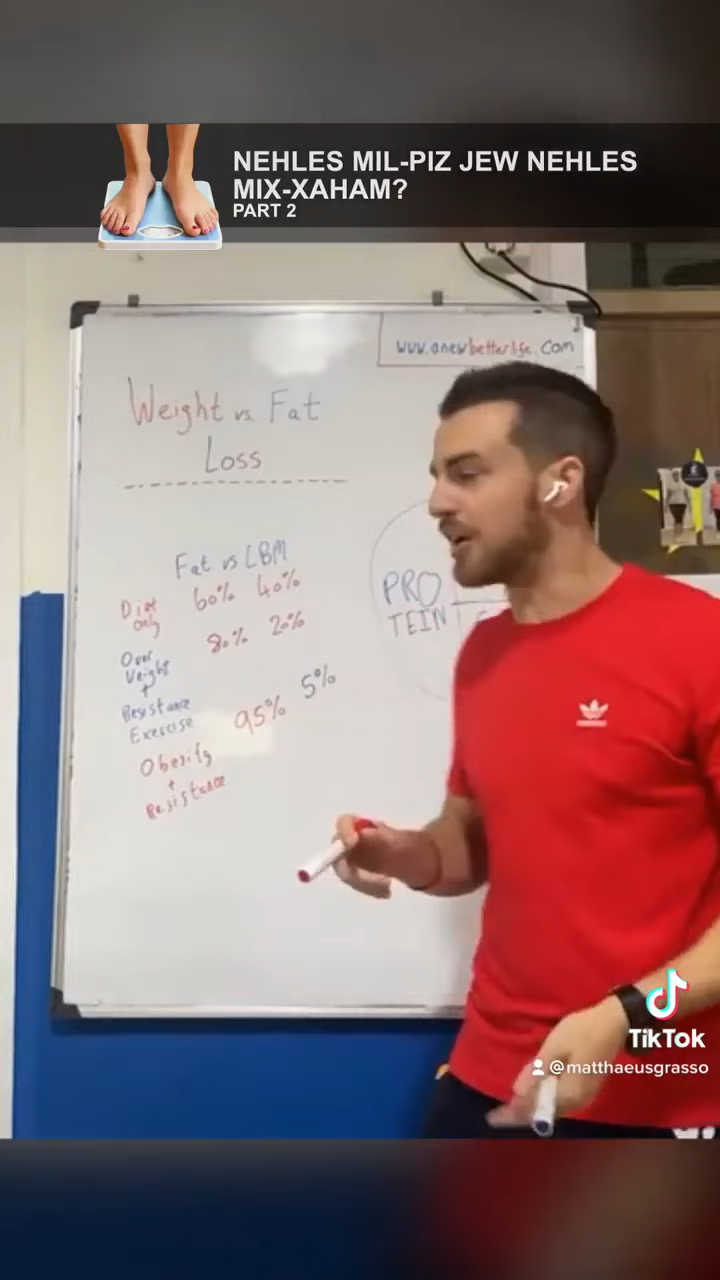 NEHLES MIL-PIZ JEW NEHLES
MIX-XAHAM?
PART 2
www.anewbetterlife.com
Weight vs. Fat
Loss
Fat vs LBM
Diet only 60% 40%
Over Weight + Resistance Exercise 80% 20%
Obesity + Resistance 95% 5%
PRO
TEIN
TikTok
@matthaeusgrasso